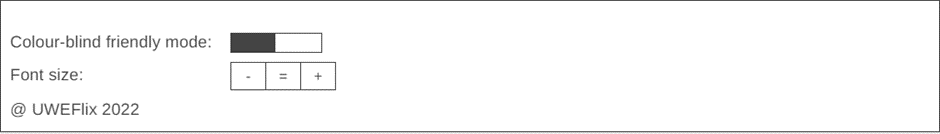 Colour-blind friendly mode:
Font size: - = +
@ UWEFlix 2022